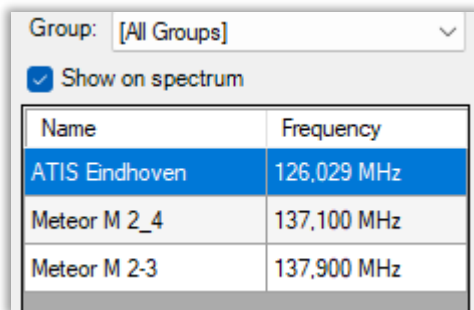 Group: [All Groups]
Show on spectrum
Name Frequency
ATIS Eindhoven 126,029 MHz
Meteor M 2_4 137,100 MHz
Meteor M 2-3 137,900 MHz